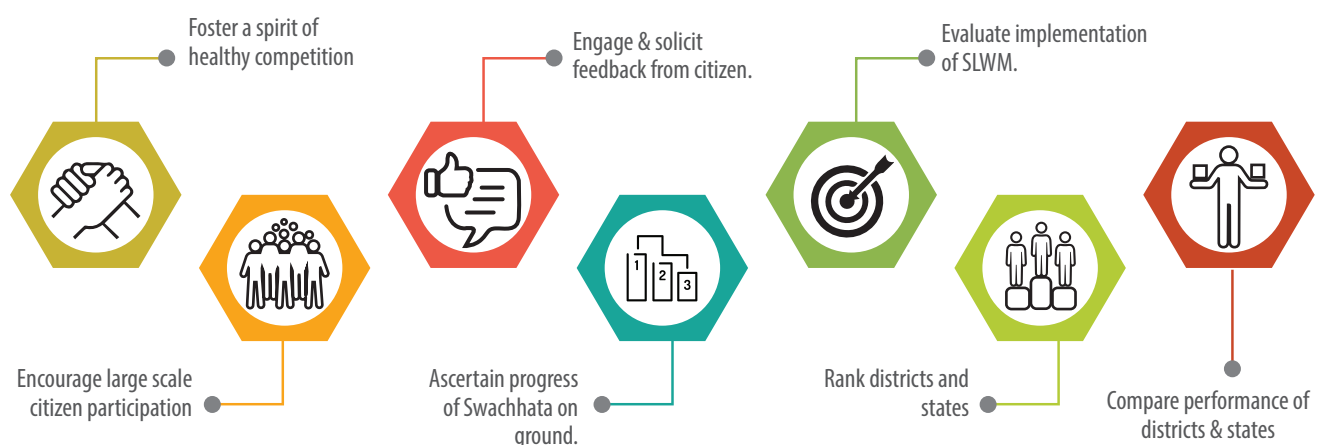 Foster a spirit of
healthy competition
Encourage large scale
citizen participation
Engage & solicit
feedback from citizen.
1
2
3
Ascertain progress
of Swachhata on
ground.
Evaluate implementation
of SLWM.
Rank districts and
states
Compare performance of
districts & states